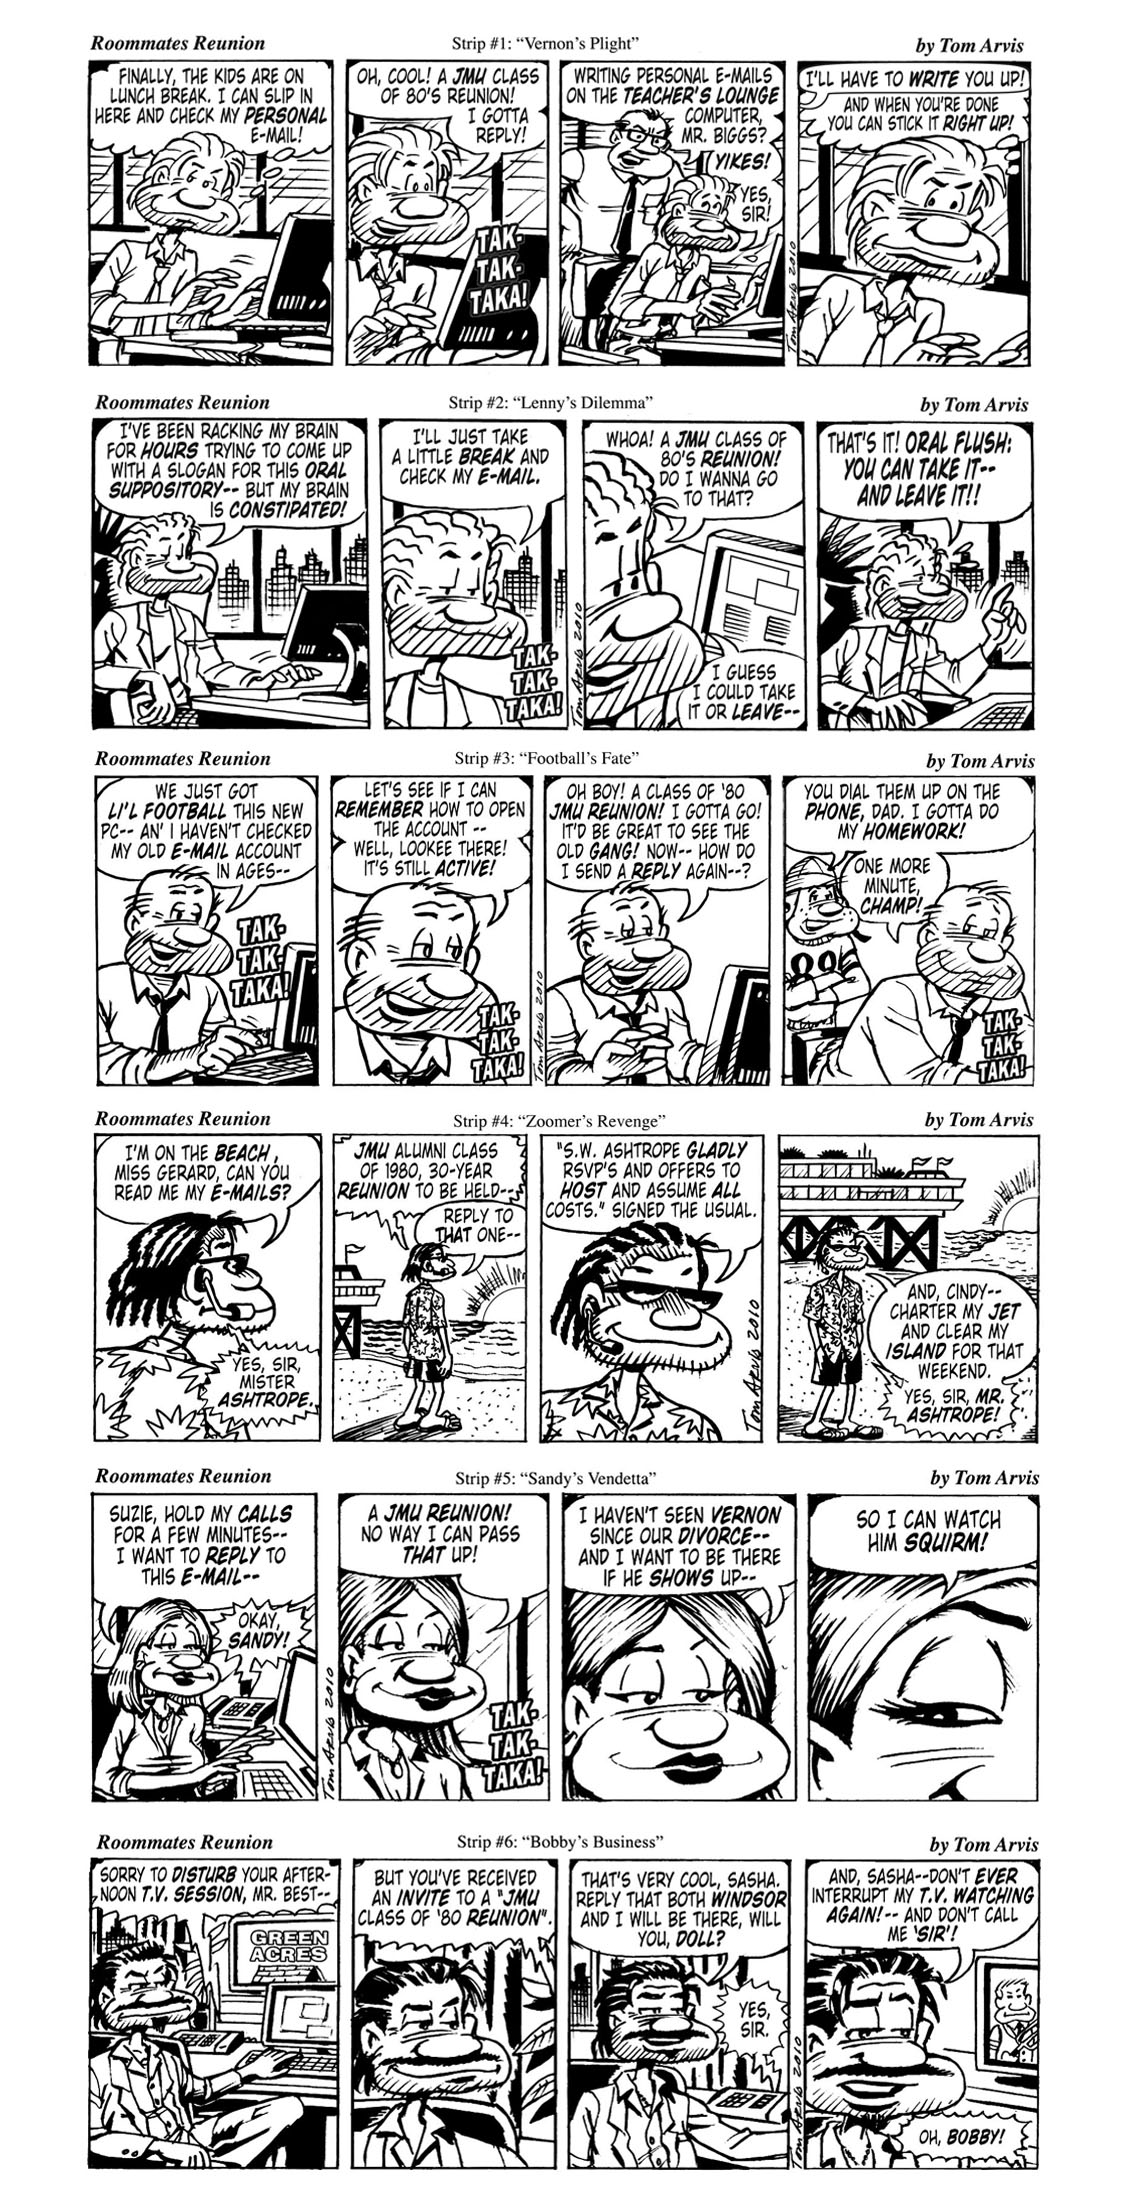 Roommates Reunion
Strip #1: “Vernon’s Plight”
by Tom Arvis
FINALLY, THE KIDS ARE ON
LUNCH BREAK. I CAN SLIP IN
HERE AND CHECK MY PERSONAL
E-MAIL!
OH, COOL! A JMU CLASS
OF 80'S REUNION!
I GOTTA
REPLY!
TAK-
TAK-
TAKA!
WRITING PERSONAL E-MAILS
ON THE TEACHER'S LOUNGE
COMPUTER,
MR. BIGGS?
YIKES!
YES,
SIR!
Tom Arvis 2010
I'LL HAVE TO WRITE YOU UP!
AND WHEN YOU'RE DONE
YOU CAN STICK IT RIGHT UP!
Roommates Reunion
Strip #2: “Lenny’s Dilemma”
by Tom Arvis
I'VE BEEN RACKING MY BRAIN
FOR HOURS TRYING TO COME UP
WITH A SLOGAN FOR THIS ORAL
SUPPOSITORY-- BUT MY BRAIN
IS CONSTIPATED!
I'LL JUST TAKE
A LITTLE BREAK AND
CHECK MY E-MAIL.
TAK-
TAK-
TAKA!
Tom Arvis 2010
WHOA! A JMU CLASS OF
80'S REUNION!
DO I WANNA GO
TO THAT?
I GUESS
I COULD TAKE
IT OR LEAVE--
THAT'S IT! ORAL FLUSH:
YOU CAN TAKE IT--
AND LEAVE IT!!
Roommates Reunion
Strip #3: “Football’s Fate”
by Tom Arvis
WE JUST GOT
LI'L FOOTBALL THIS NEW
PC-- AN' I HAVEN'T CHECKED
MY OLD E-MAIL ACCOUNT
IN AGES--
TAK-
TAK-
TAKA!
LET'S SEE IF I CAN
REMEMBER HOW TO OPEN
THE ACCOUNT --
WELL, LOOKEE THERE!
IT'S STILL ACTIVE!
TAK-
TAK-
TAKA!
Tom Arvis 2010
OH BOY! A CLASS OF '80
JMU REUNION! I GOTTA GO!
IT'D BE GREAT TO SEE THE
OLD GANG! NOW-- HOW DO
I SEND A REPLY AGAIN--?
YOU DIAL THEM UP ON THE
PHONE, DAD. I GOTTA DO
MY HOMEWORK!
ONE MORE
MINUTE,
CHAMP!
00
TAK-
TAK-
TAKA!
Roommates Reunion
Strip #4: “Zoomer’s Revenge”
by Tom Arvis
I'M ON THE BEACH,
MISS GERARD, CAN YOU
READ ME MY E-MAILS?
YES, SIR,
MISTER
ASHTROPE.
JMU ALUMNI CLASS
OF 1980, 30-YEAR
REUNION TO BE HELD--
REPLY TO
THAT ONE--
"S.W. ASHTROPE GLADLY
RSVP'S AND OFFERS TO
HOST AND ASSUME ALL
COSTS." SIGNED THE USUAL.
Tom Arvis 2010
AND, CINDY--
CHARTER MY JET
AND CLEAR MY
ISLAND FOR THAT
WEEKEND.
YES, SIR, MR.
ASHTROPE!
Roommates Reunion
Strip #5: “Sandy’s Vendetta”
by Tom Arvis
SUZIE, HOLD MY CALLS
FOR A FEW MINUTES--
I WANT TO REPLY TO
THIS E-MAIL--
OKAY,
SANDY!
Tom Arvis 2010
A JMU REUNION!
NO WAY I CAN PASS
THAT UP!
TAK-
TAK-
TAKA!
I HAVEN'T SEEN VERNON
SINCE OUR DIVORCE--
AND I WANT TO BE THERE
IF HE SHOWS UP--
SO I CAN WATCH
HIM SQUIRM!
Roommates Reunion
Strip #6: “Bobby’s Business”
by Tom Arvis
SORRY TO DISTURB YOUR AFTER-
NOON T.V. SESSION, MR. BEST--
GREEN
ACRES
BUT YOU'VE RECEIVED
AN INVITE TO A "JMU
CLASS OF '80 REUNION".
THAT'S VERY COOL, SASHA.
REPLY THAT BOTH WINDSOR
AND I WILL BE THERE, WILL
YOU, DOLL?
YES,
SIR.
Tom Arvis 2010
AND, SASHA--DON'T EVER
INTERRUPT MY T.V. WATCHING
AGAIN!-- AND DON'T CALL
ME 'SIR'!
OH, BOBBY!